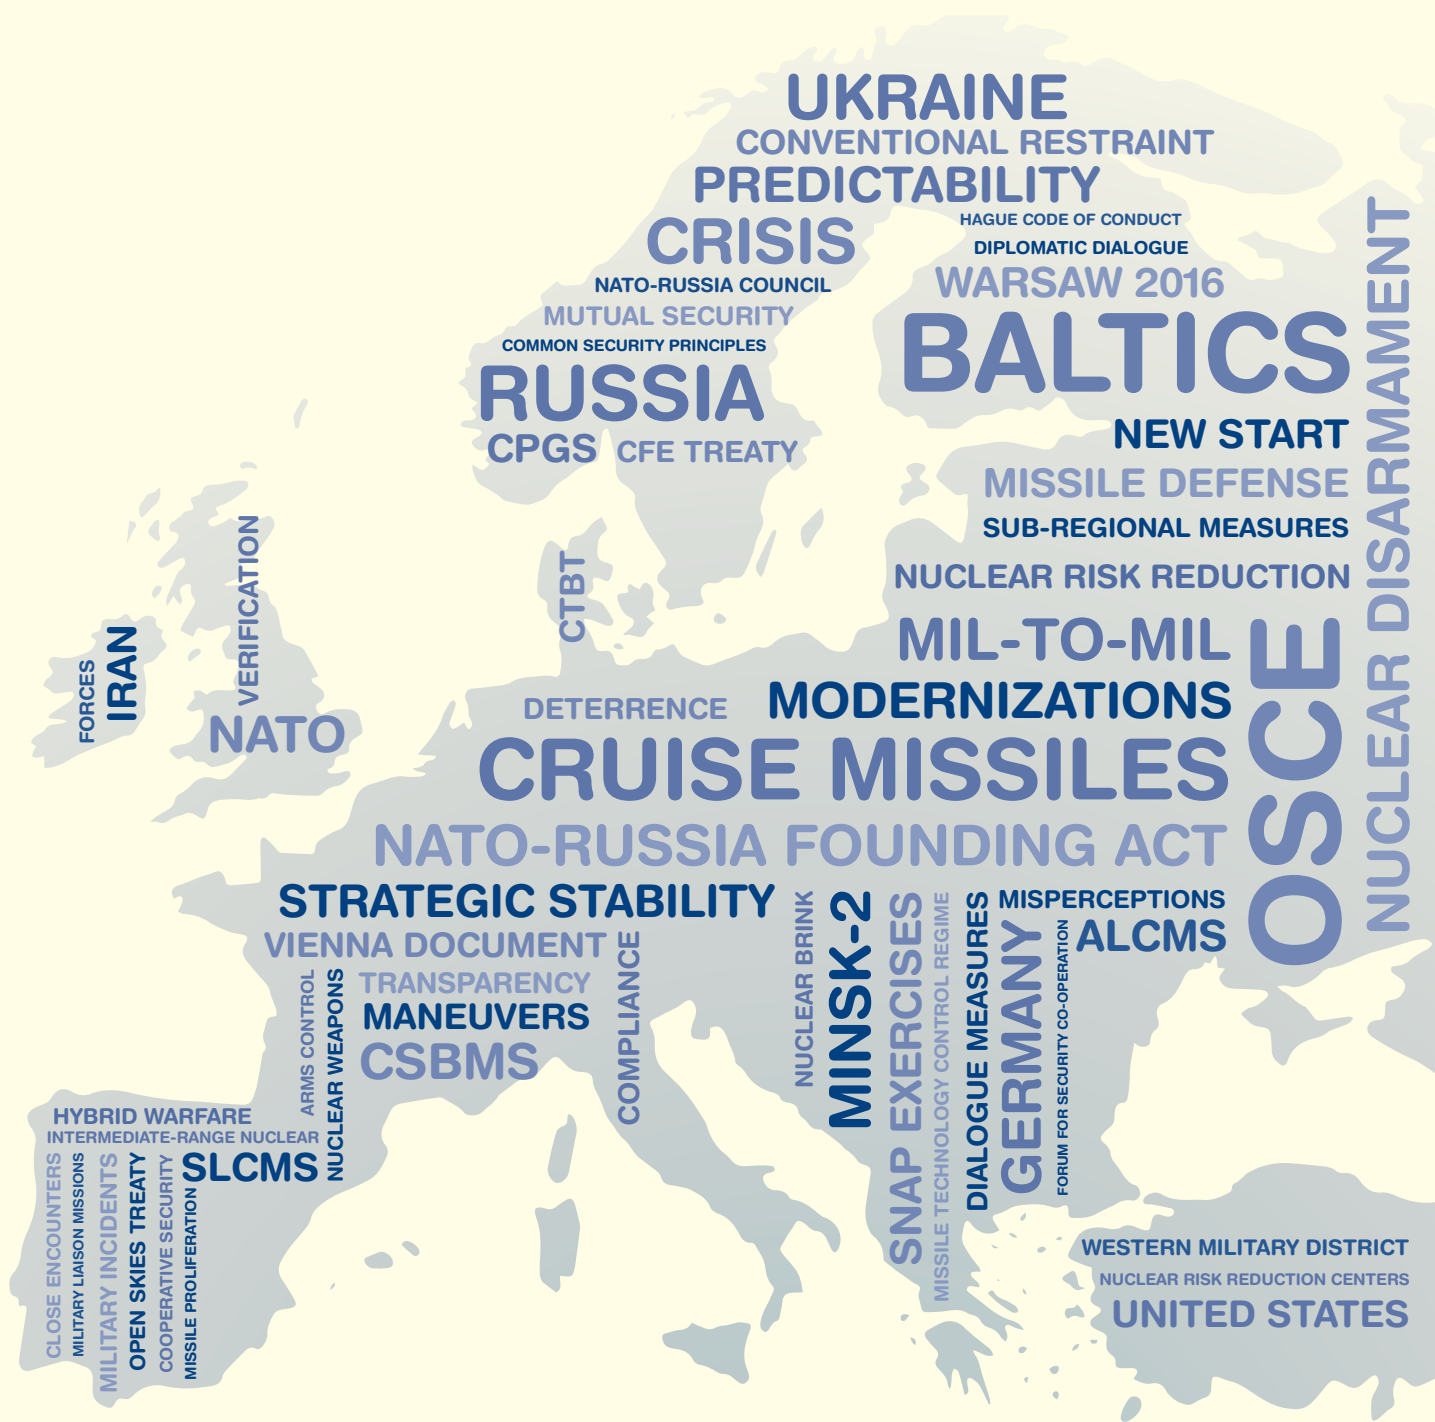 UKRAINE
CONVENTIONAL RESTRAINT
PREDICTABILITY
CRISIS
HAGUE CODE OF CONDUCT
DIPLOMATIC DIALOGUE
NATO-RUSSIA COUNCIL
WARSAW 2016
MUTUAL SECURITY
COMMON SECURITY PRINCIPLES
BALTICS
RUSSIA
NEW START
CPGS
CFE TREATY
MISSILE DEFENSE
SUB-REGIONAL MEASURES
NUCLEAR RISK REDUCTION
NUCLEAR DISARMAMENT
OSCE
VERIFICATION
CTBT
FORCES
IRAN
NATO
MIL-TO-MIL
DETERRENCE
MODERNIZATIONS
CRUISE MISSILES
NATO-RUSSIA FOUNDING ACT
STRATEGIC STABILITY
VIENNA DOCUMENT
TRANSPARENCY
MANEUVERS
CSBMS
ARMS CONTROL
NUCLEAR WEAPONS
COMPLIANCE
NUCLEAR BRINK
MINSK-2
SNAP EXERCISES
MISSILE TECHNOLOGY CONTROL REGIME
DIALOGUE MEASURES
MISPERCEPTIONS
GERMANY
FORUM FOR SECURITY CO-OPERATION
ALCMS
HYBRID WARFARE
INTERMEDIATE-RANGE NUCLEAR
SLCMS
CLOSE ENCOUNTERS
MILITARY LIAISON MISSIONS
MILITARY INCIDENTS
OPEN SKIES TREATY
COOPERATIVE SECURITY
MISSILE PROLIFERATION
WESTERN MILITARY DISTRICT
NUCLEAR RISK REDUCTION CENTERS
UNITED STATES